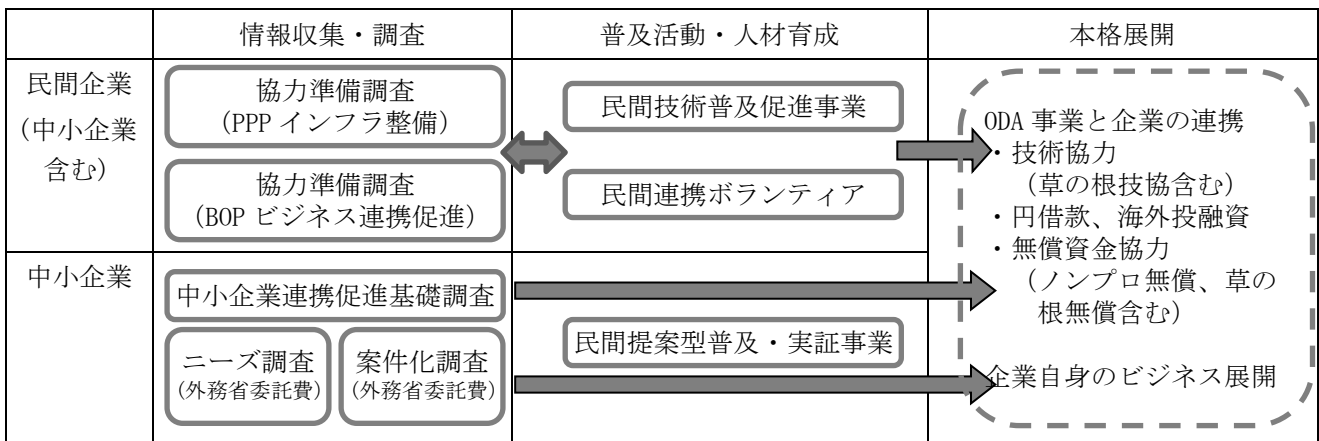 情報収集・調査
普及活動・人材育成
本格展開
民間企業
(中小企業
含む)
協力準備調査
(PPP インフラ整備)
協力準備調査
(BOP ビジネス連携促進)
民間技術普及促進事業
民間連携ボランティア
ODA 事業と企業の連携
・技術協力
(草の根技協含む)
・円借款、海外投融資
・無償資金協力
(ノンプロ無償、草の
根無償含む)
企業自身のビジネス展開
中小企業
中小企業連携促進基礎調査
ニーズ調査
(外務省委託費)
案件化調査
(外務省委託費)
民間提案型普及・実証事業